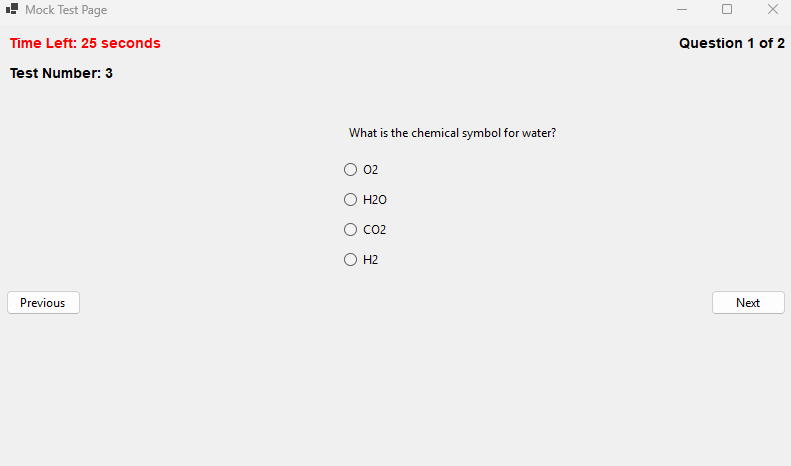 Mock Test Page
Time Left: 25 seconds
Question 1 of 2
Test Number: 3
What is the chemical symbol for water?
O2
H2O
CO2
H2
Previous
Next